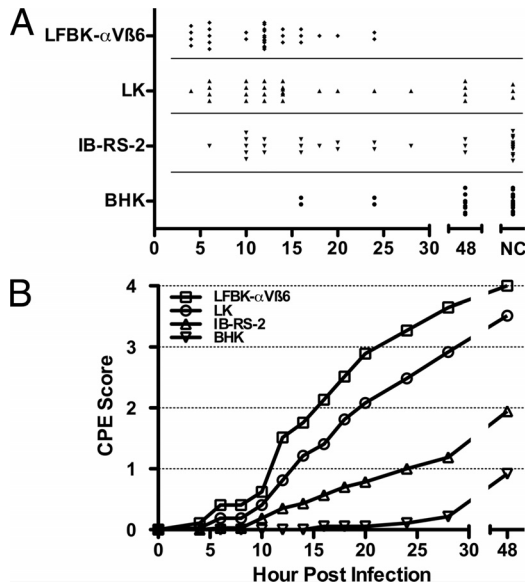 A
LFBK-αVß6
LK
IB-RS-2
BHK
0 5 10 15 20 25 30 48 NC
B
4
3
2
1
0
CPE Score
LFBK-αVß6
LK
IB-RS-2
BHK
0 5 10 15 20 25 30 48
Hour Post Infection